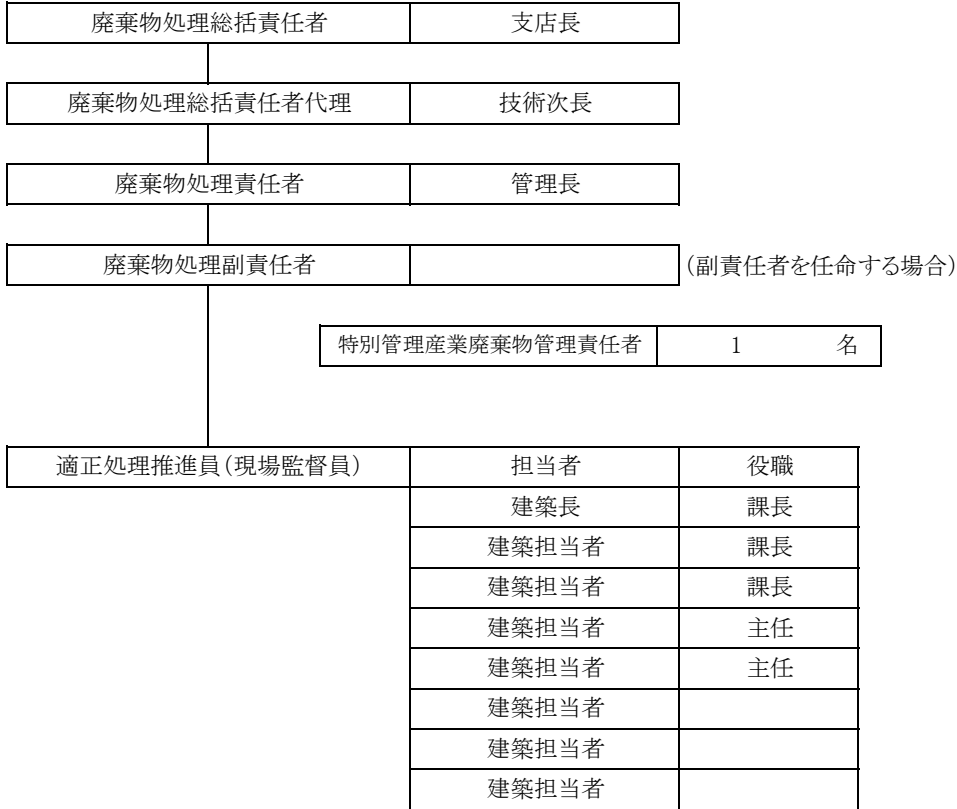 廃棄物処理総括責任者 支店長
廃棄物処理総括責任者代理 技術次長
廃棄物処理責任者 管理長
廃棄物処理副責任者 (副責任者を任命する場合)
特別管理産業廃棄物管理責任者 1 名
適正処理推進員(現場監督員) 担当者 役職
建築長 課長
建築担当者 課長
建築担当者 課長
建築担当者 主任
建築担当者 主任
建築担当者
建築担当者
建築担当者